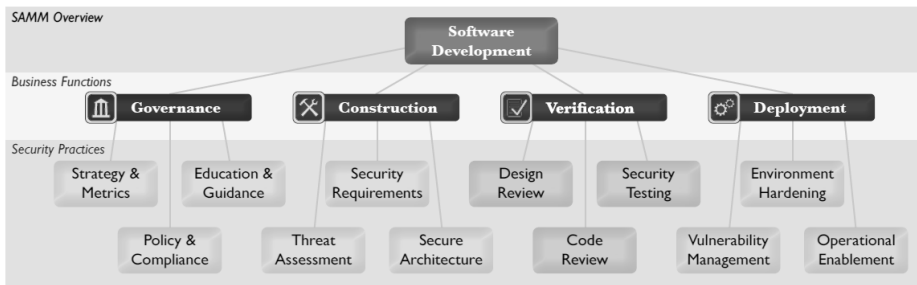 SAMM Overview
Software
Development
Business Functions
Governance
Construction
Verification
Deployment
Security Practices
Strategy &
Metrics
Education &
Guidance
Security
Requirements
Design
Review
Security
Testing
Environment
Hardening
Policy &
Compliance
Threat
Assessment
Secure
Architecture
Code
Review
Vulnerability
Management
Operational
Enablement